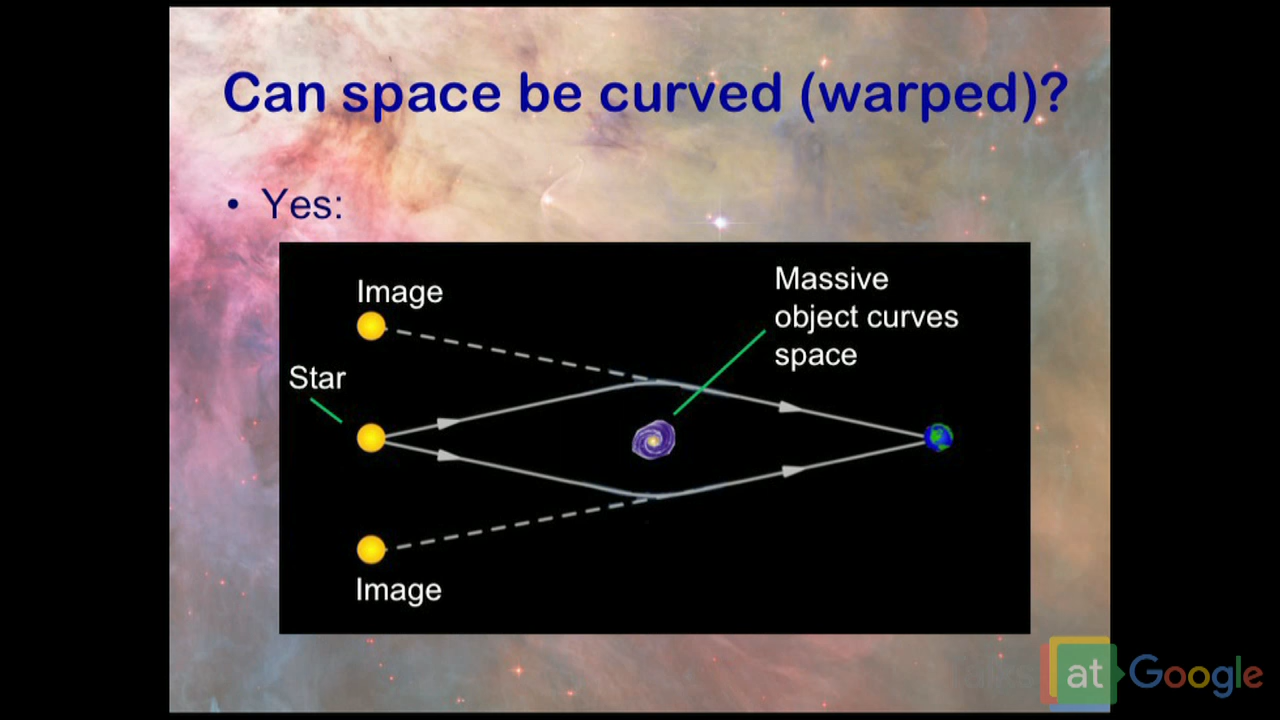 Can space be curved (warped)?
• Yes:
Image
Massive
object curves
space
Star
Image
at Google